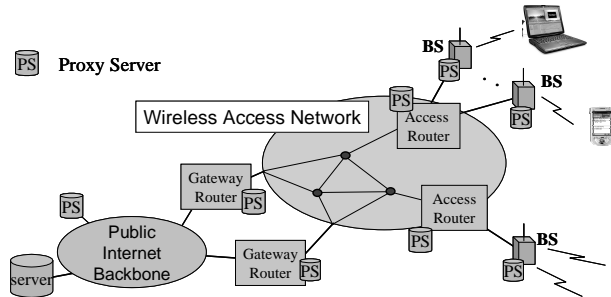 BS
PS
Proxy Server
PS
BS
PS
PS
Wireless Access Network
Access
Router
PS
Gateway
Router
PS
Access
Router
PS
Public
Internet
Backbone
PS
BS
Gateway
Router
PS
PS
server